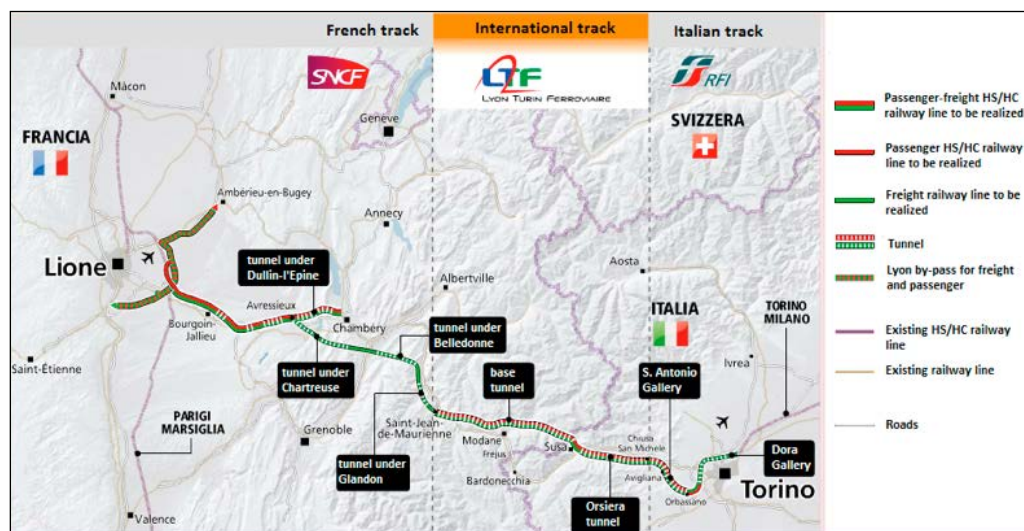 French track
International track
Italian track
SNCF
LTF
LYON TURIN FERROVIAIRE
RFI
Mâcon
Geneve
FRANCIA
SVIZZERA
Ambérieu-en-Bugey
Annecy
Lione
tunnel under
Dullin-l'Epine
Albertville
Aosta
Avressieux
Bourgoin-
Jallieu
Chambéry
tunnel under
Belledonne
ITALIA
TORINO
MILANO
Saint-Étienne
tunnel under
Chartreuse
base
tunnel
S. Antonio
Gallery
Ivrea
PARIGI
MARSIGLIA
Grenoble
Saint-Jean-
de-Maurienne
Modane
Frejus
Susa
Chiusa
San Michele
tunnel under
Glandon
Bardonecchia
Avigliana
Orbassano
Dora
Gallery
Torino
Orsiera
tunnel
Valence
Passenger-freight HS/HC
railway line to be realized
Passenger HS/HC railway
line to be realized
Freight railway line to be
realized
Tunnel
Lyon by-pass for freight
and passenger
Existing HS/HC railway
line
Existing railway line
Roads